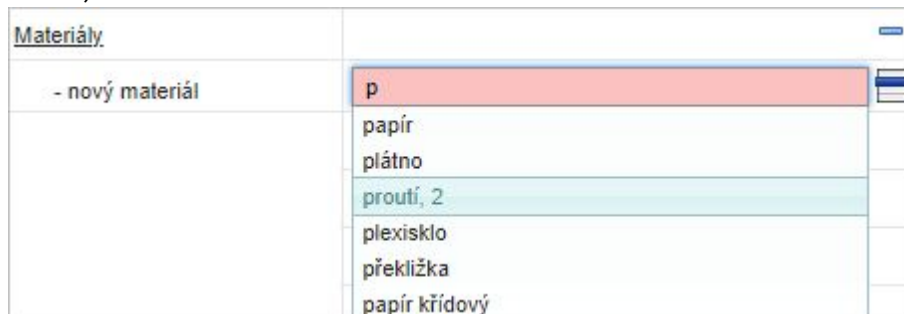 Materiály
- nový materiál
p
papír
plátno
proutí, 2
plexisklo
překližka
papír křídový